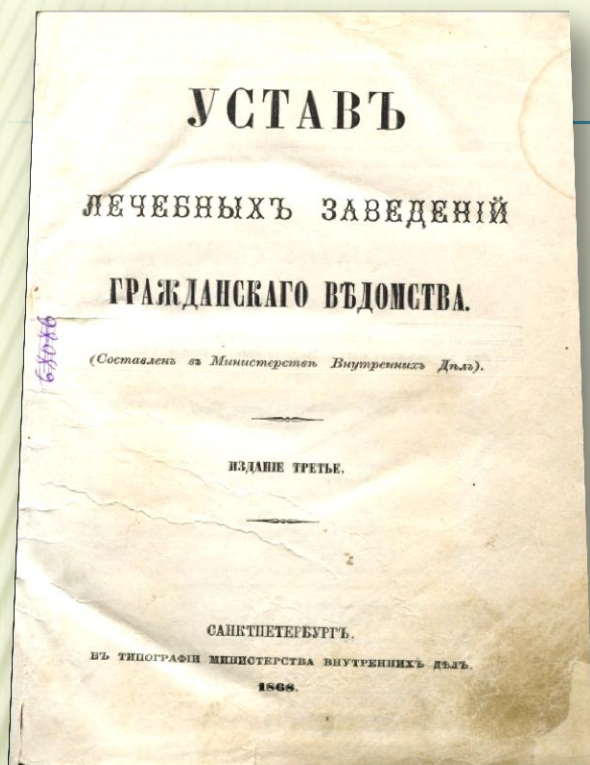 УСТАВЪ
ЛЕЧЕБНЫХЪ ЗАВЕДЕНІЙ
ГРАЖДАНСКАГО ВѢДОМСТВА.
(Составленъ въ Министерствѣ Внутреннихъ Дѣлъ).
ИЗДАНІЕ ТРЕТЬЕ.
САНКТПЕТЕРБУРГЪ.
ВЪ ТИПОГРАФІИ МИНИСТЕРСТВА ВНУТРЕННИХЪ ДѢЛЪ.
1868.